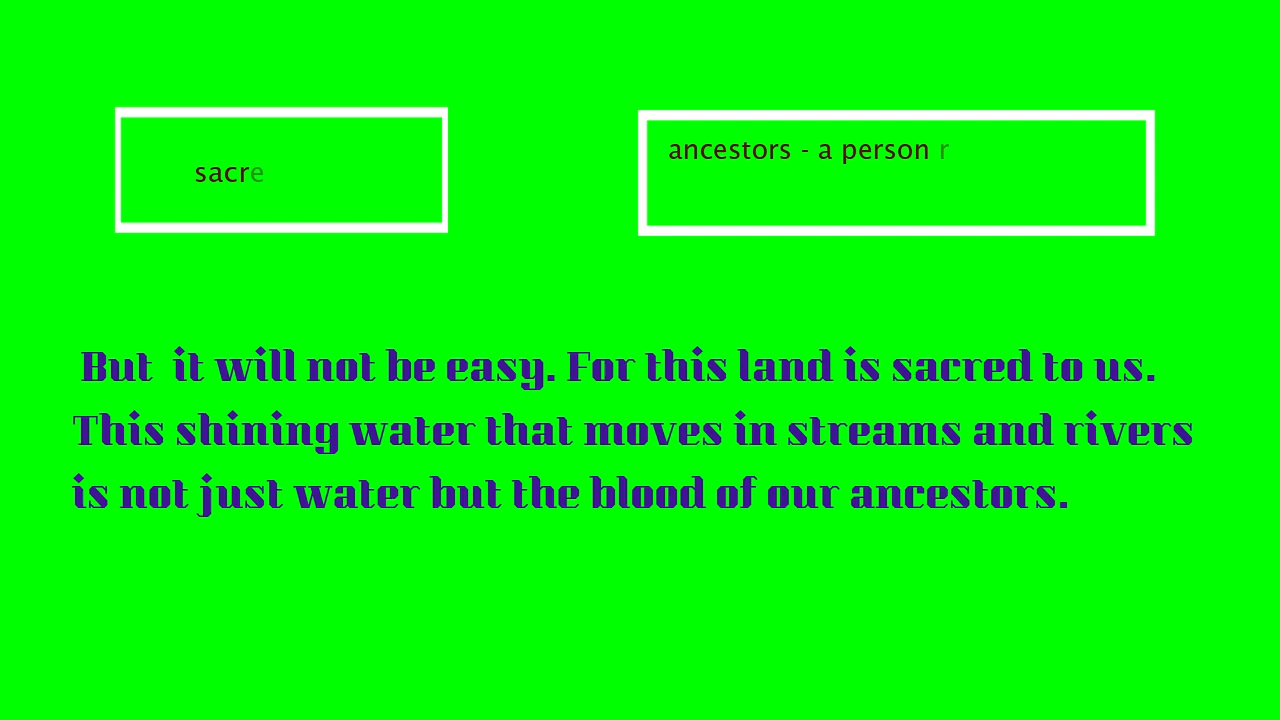 sacre
ancestors - a person r
But it will not be easy. For this land is sacred to us.
This shining water that moves in streams and rivers
is not just water but the blood of our ancestors.